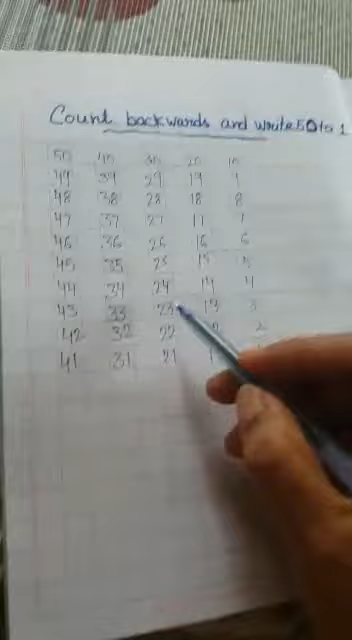 Count backwards and write 50 to 1
50 40 30 20 10
49 39 29 19
48 38 28 18 8
47 37 27 17 7
46 36 26 16 6
45 35 25 15
44 34 24 14 4
43 33 23 13 3
42 32 22 2
41 31 21